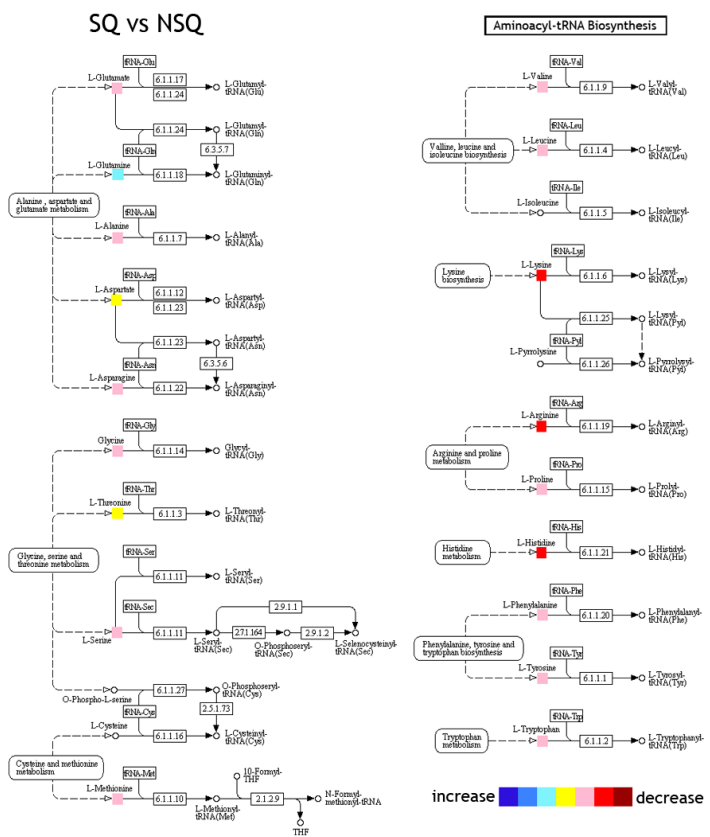 SQ vs NSQ
Aminoacyl-tRNA Biosynthesis
tRNA-Glu
L-Glutamate
6.1.1.17
6.1.1.24
L-Glutamyl-
tRNA(Glu)
6.1.1.24
L-Glutamyl-
tRNA(Gln)
tRNA-Gln
6.3.5.7
L-Glutamine
6.1.1.18
L-Glutaminyl-
tRNA(Gln)
Alanine , aspartate and
glutamate metabolism
tRNA-Ala
L-Alanine
6.1.1.7
L-Alanyl-
tRNA(Ala)
tRNA-Asp
L-Aspartate
6.1.1.12
6.1.1.23
L-Aspartyl-
tRNA(Asp)
6.1.1.23
L-Aspartyl-
tRNA(Asn)
tRNA-Asn
6.3.5.6
L-Asparagine
6.1.1.22
L-Asparaginyl-
tRNA(Asn)
tRNA-Gly
Glycine
6.1.1.14
Glycyl-
tRNA(Gly)
tRNA-Thr
L-Threonine
6.1.1.3
L-Threonyl-
tRNA(Thr)
Glycine, serine and
threonine metabolism
tRNA-Ser
6.1.1.11
L-Seryl-
tRNA(Ser)
tRNA-Sec
L-Serine
6.1.1.11
L-Seryl-
tRNA(Sec)
2.9.1.1
2.7.1.164
O-Phosphoseryl-
tRNA(Sec)
2.9.1.2
L-Selenocysteinyl-
tRNA(Sec)
O-Phospho-L-serine
6.1.1.27
O-Phosphoseryl-
tRNA(Cys)
tRNA-Cys
2.5.1.73
L-Cysteine
6.1.1.16
L-Cysteinyl-
tRNA(Cys)
Cysteine and methionine
metabolism
tRNA-Met
L-Methionine
6.1.1.10
L-Methionyl-
tRNA(Met)
10-Formyl-
THF
2.1.2.9
N-Formyl-
methionyl-tRNA
THF
tRNA-Val
L-Valine
6.1.1.9
L-Valyl-
tRNA(Val)
Valline, leucine and
isoleucine biosynthesis
tRNA-Leu
L-Leucine
6.1.1.4
L-Leucyl-
tRNA(Leu)
tRNA-Ile
L-Isoleucine
6.1.1.5
L-Isoleucyl-
tRNA(Ile)
Lysine
biosynthesis
tRNA-Lys
L-Lysine
6.1.1.6
L-Lysyl-
tRNA(Lys)
6.1.1.25
L-Lysyl-
tRNA(Pyl)
tRNA-Pyl
L-Pyrrolysine
6.1.1.26
L-Pyrrolysyl-
tRNA(Pyl)
tRNA-Arg
L-Arginine
6.1.1.19
L-Arginyl-
tRNA(Arg)
Arginine and proline
metabolism
tRNA-Pro
L-Proline
6.1.1.15
L-Prolyl-
tRNA(Pro)
Histidine
metabolism
tRNA-His
L-Histidine
6.1.1.21
L-Histidyl-
tRNA(His)
tRNA-Phe
L-Phenylalanine
6.1.1.20
L-Phenylalanyl-
tRNA(Phe)
Phenylalanine, tyrosine and
tryptophan biosynthesis
tRNA-Tyr
L-Tyrosine
6.1.1.1
L-Tyrosyl-
tRNA(Tyr)
Tryptophan
metabolism
tRNA-Trp
L-Tryptophan
6.1.1.2
L-Tryptophanyl-
tRNA(Trp)
increase
decrease